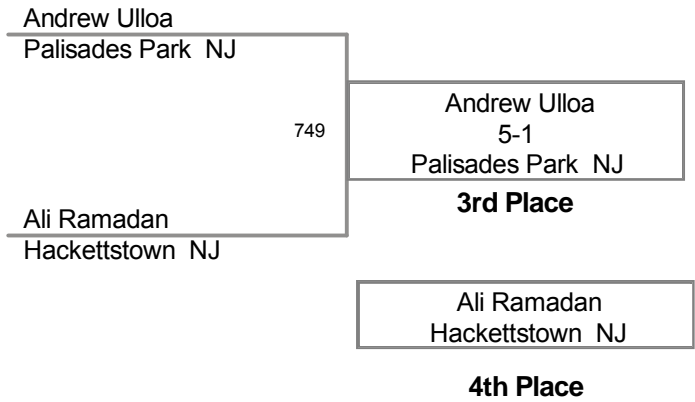 Andrew Ulloa
Palisades Park NJ
749
Andrew Ulloa
5-1
Palisades Park NJ
3rd Place
Ali Ramadan
Hackettstown NJ
Ali Ramadan
Hackettstown NJ
4th Place